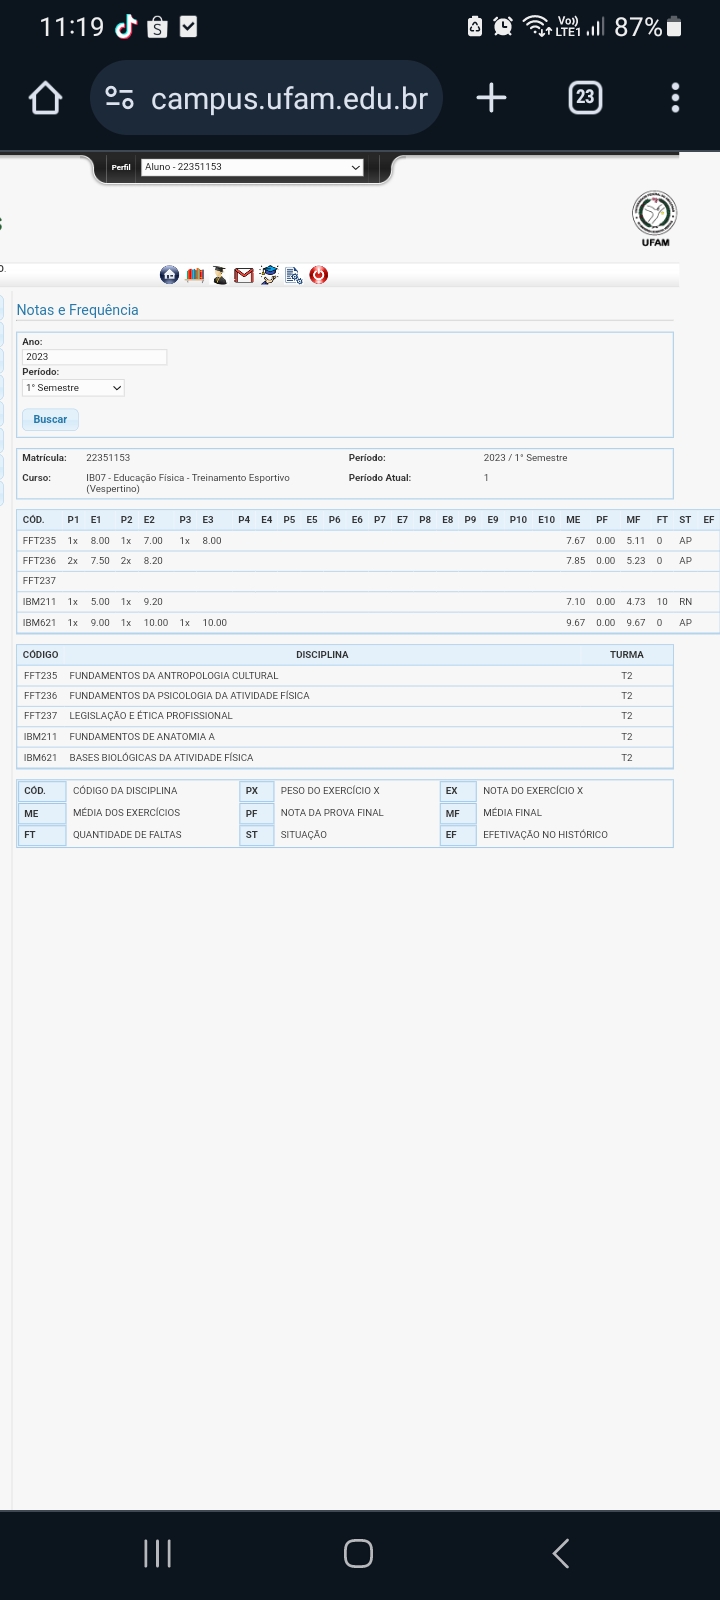 11:19
Vo)) LTE1 87%
campus.ufam.edu.br
23
Perfil Aluno - 22351153
UFAM
Notas e Frequência
Ano:
2023
Período:
1° Semestre
Buscar
Matrícula: 22351153 Período: 2023 / 1° Semestre
Curso: IB07 - Educação Física - Treinamento Esportivo Período Atual: 1
(Vespertino)
CÓD. P1 E1 P2 E2 P3 E3 P4 E4 P5 E5 P6 E6 P7 E7 P8 E8 P9 E9 P10 E10 ME PF MF FT ST EF
FFT235 1x 8.00 1x 7.00 1x 8.00 7.67 0.00 5.11 0 AP
FFT236 2x 7.50 2x 8.20 7.85 0.00 5.23 0 AP
FFT237
IBM211 1x 5.00 1x 9.20 7.10 0.00 4.73 10 RN
IBM621 1x 9.00 1x 10.00 1x 10.00 9.67 0.00 9.67 0 AP
CÓDIGO DISCIPLINA TURMA
FFT235 FUNDAMENTOS DA ANTROPOLOGIA CULTURAL T2
FFT236 FUNDAMENTOS DA PSICOLOGIA DA ATIVIDADE FÍSICA T2
FFT237 LEGISLAÇÃO E ÉTICA PROFISSIONAL T2
IBM211 FUNDAMENTOS DE ANATOMIA A T2
IBM621 BASES BIOLÓGICAS DA ATIVIDADE FÍSICA T2
CÓD. CÓDIGO DA DISCIPLINA PX PESO DO EXERCÍCIO X EX NOTA DO EXERCÍCIO X
ME MÉDIA DOS EXERCÍCIOS PF NOTA DA PROVA FINAL MF MÉDIA FINAL
FT QUANTIDADE DE FALTAS ST SITUAÇÃO EF EFETIVAÇÃO NO HISTÓRICO